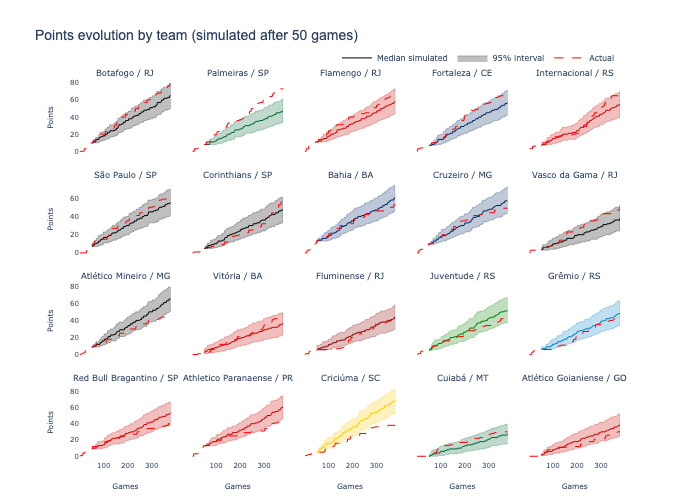 Points evolution by team (simulated after 50 games)
Median simulated 95% interval Actual
Botafogo / RJ Palmeiras / SP Flamengo / RJ Fortaleza / CE Internacional / RS
80
60
40
20
0
Points
São Paulo / SP Corinthians / SP Bahia / BA Cruzeiro / MG Vasco da Gama / RJ
60
40
20
0
Points
Atlético Mineiro / MG Vitória / BA Fluminense / RJ Juventude / RS Grêmio / RS
80
60
40
20
0
Points
Red Bull Bragantino / SP Athletico Paranaense / PR Criciúma / SC Cuiabá / MT Atlético Goianiense / GO
80
60
40
20
0
Points
100 200 300 100 200 300 100 200 300 100 200 300 100 200 300
Games Games Games Games Games